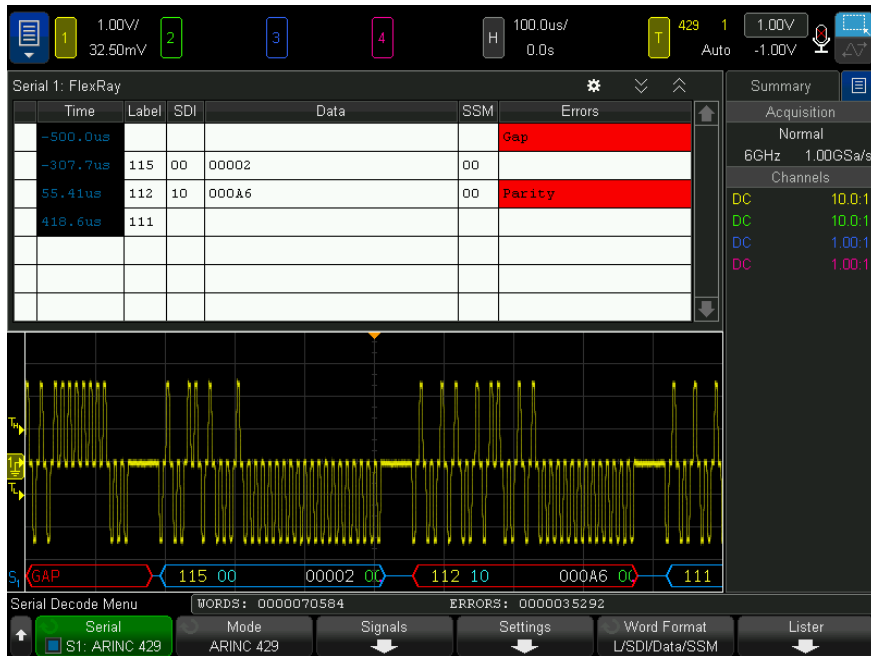 1 1.00V/ 2 3 4 H 100.0us/ T 429 1 1.00V
32.50mV 0.0s Auto -1.00V
Serial 1: FlexRay
Time Label SDI Data SSM Errors
-500.0us Gap
-307.7us 115 00 00002 00
55.41us 112 10 000A6 00 Parity
418.6us 111
Summary
Acquisition
Normal
6GHz 1.00GSa/s
Channels
DC 10.0:1
DC 10.0:1
DC 1.00:1
DC 1.00:1
TH
1
TL
S1 GAP 115 00 00002 00 112 10 000A6 00 111
Serial Decode Menu WORDS: 0000070584 ERRORS: 0000035292
Serial Mode Signals Settings Word Format Lister
S1: ARINC 429 ARINC 429 L/SDI/Data/SSM